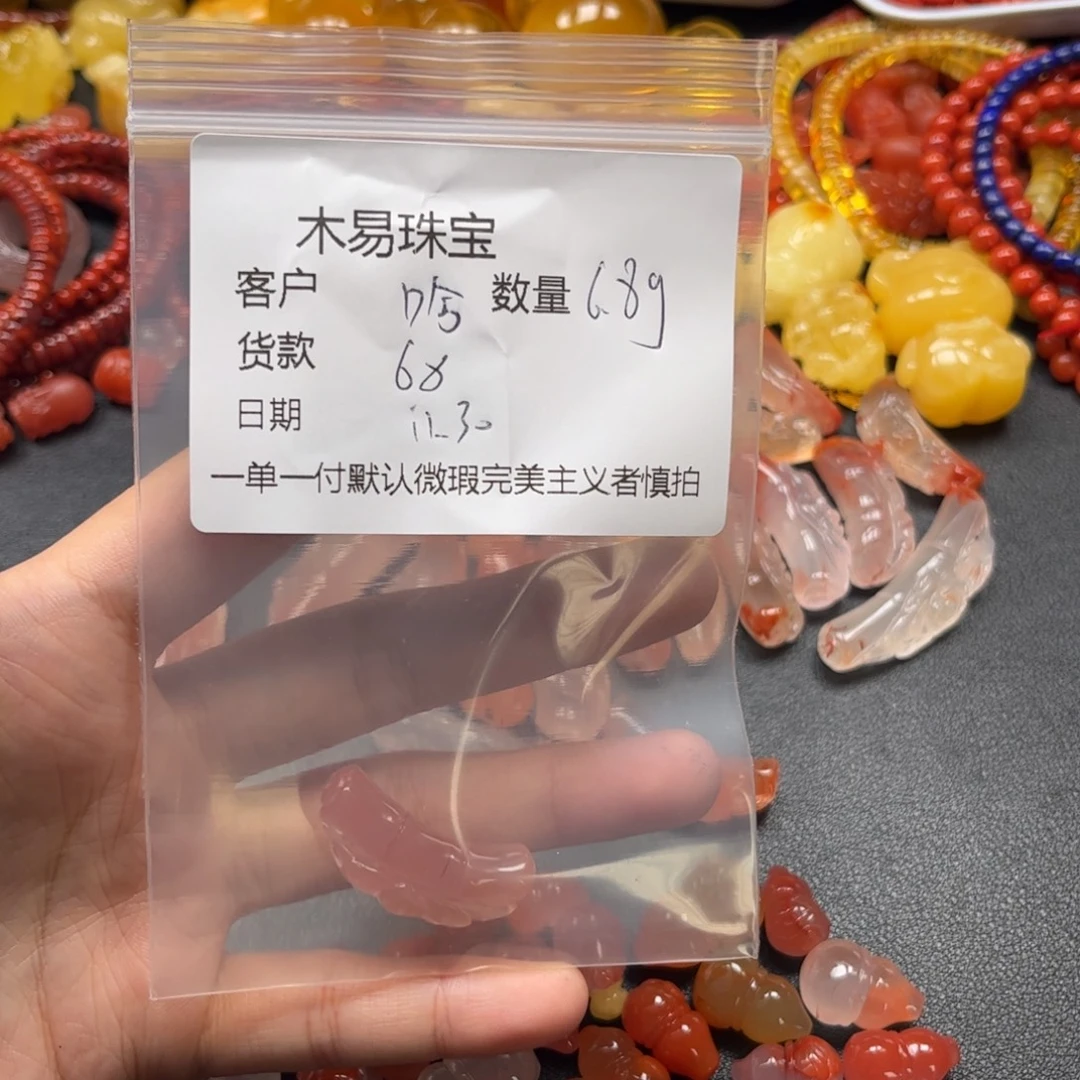 木易珠宝
客户 数量 6.8g
货款 68
日期 11.30
一单一付默认微瑕完美主义者慎拍